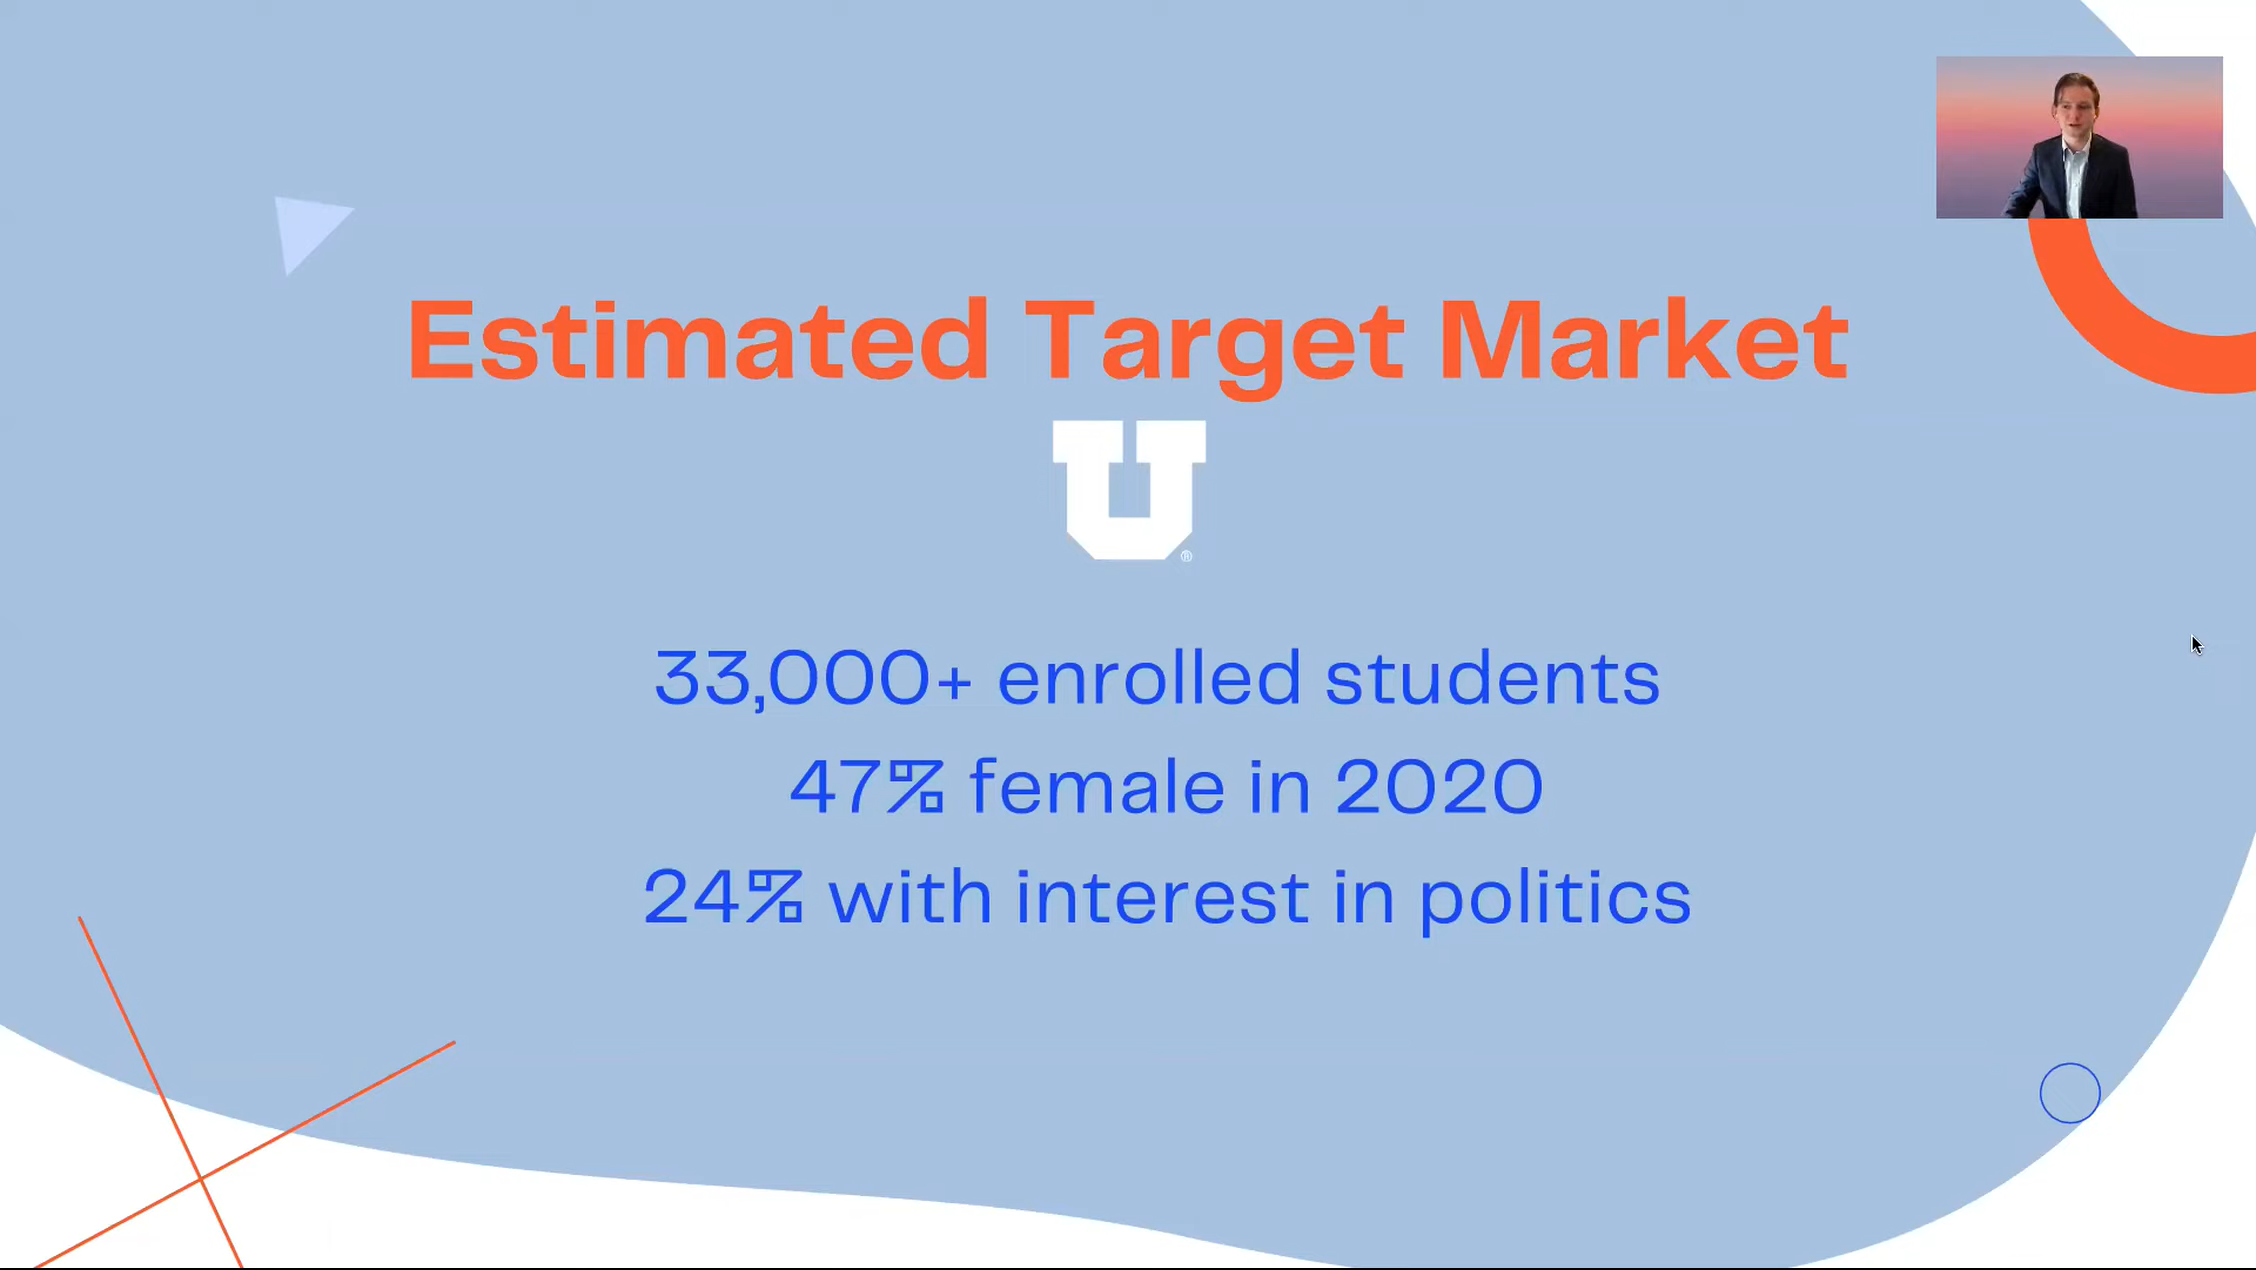 Estimated Target Market
U
®
33,000+ enrolled students
47% female in 2020
24% with interest in politics